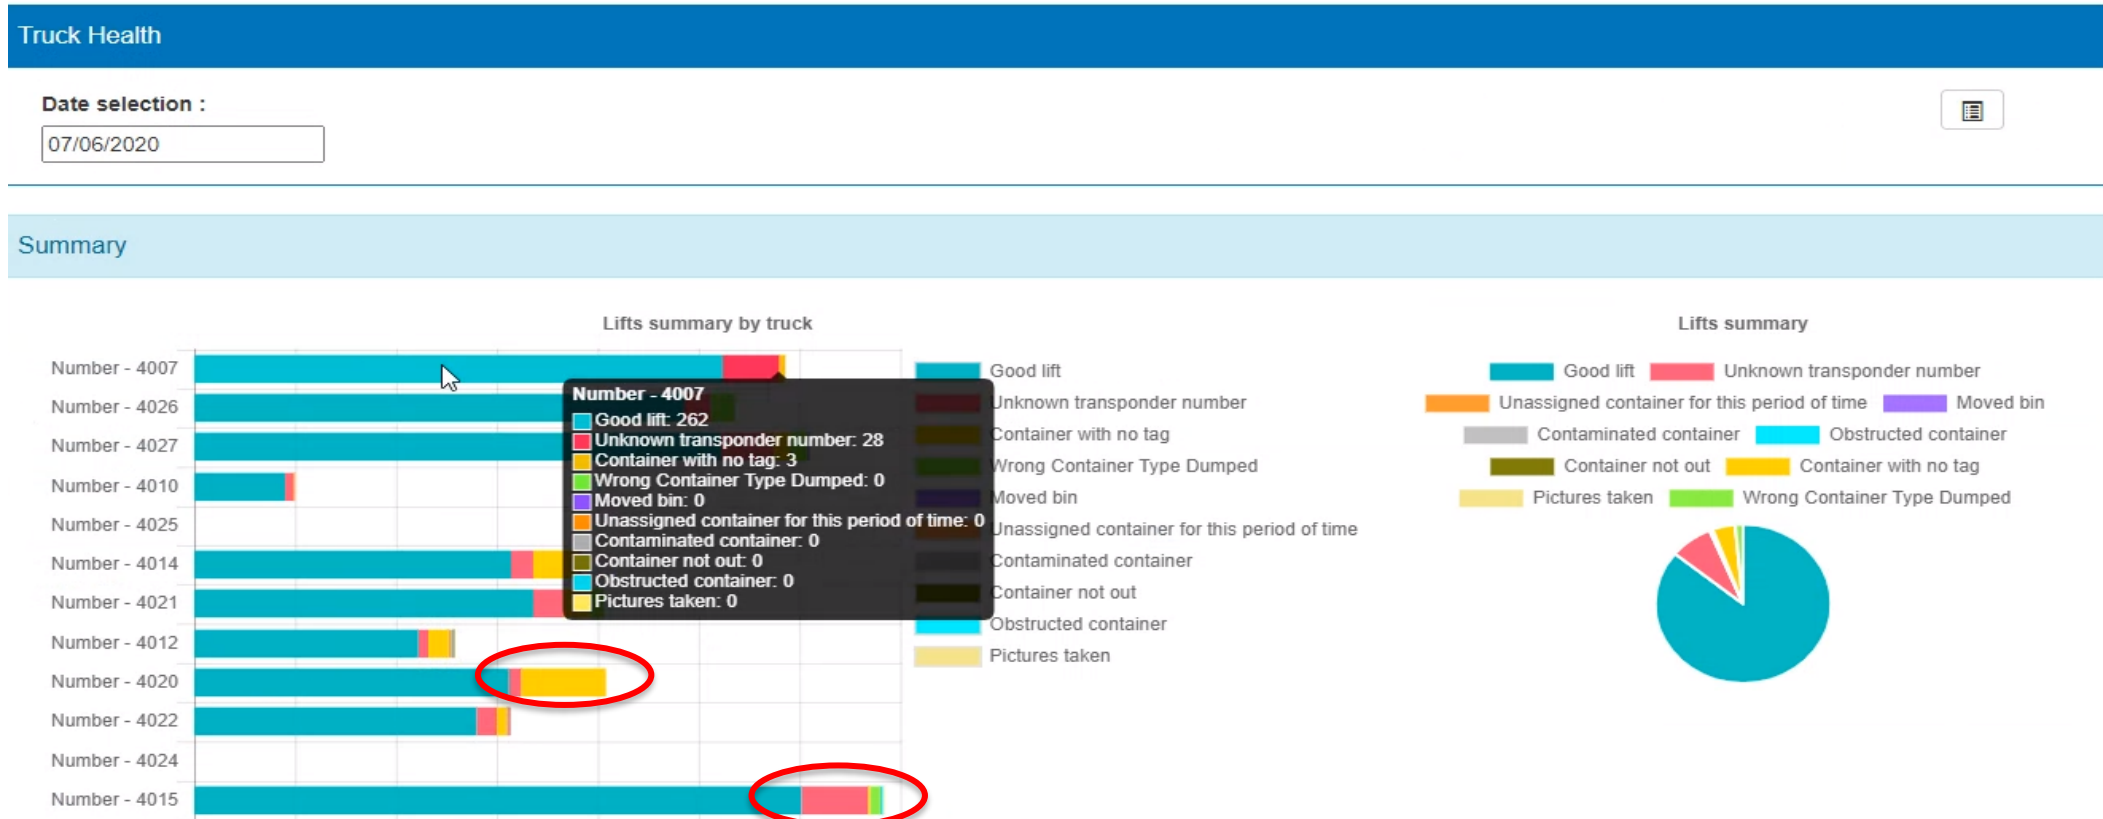 Truck Health
Date selection :
07/06/2020
Summary
Lifts summary by truck
Number - 4007
Number - 4026
Number - 4027
Number - 4010
Number - 4025
Number - 4014
Number - 4021
Number - 4012
Number - 4020
Number - 4022
Number - 4024
Number - 4015
Number - 4007
Good lift: 262
Unknown transponder number: 28
Container with no tag: 3
Wrong Container Type Dumped: 0
Moved bin: 0
Unassigned container for this period of time: 0
Contaminated container: 0
Container not out: 0
Obstructed container: 0
Pictures taken: 0
Good lift
Unknown transponder number
Container with no tag
Wrong Container Type Dumped
Moved bin
Unassigned container for this period of time
Contaminated container
Container not out
Obstructed container
Pictures taken
Lifts summary
Good lift Unknown transponder number
Unassigned container for this period of time Moved bin
Contaminated container Obstructed container
Container not out Container with no tag
Pictures taken Wrong Container Type Dumped